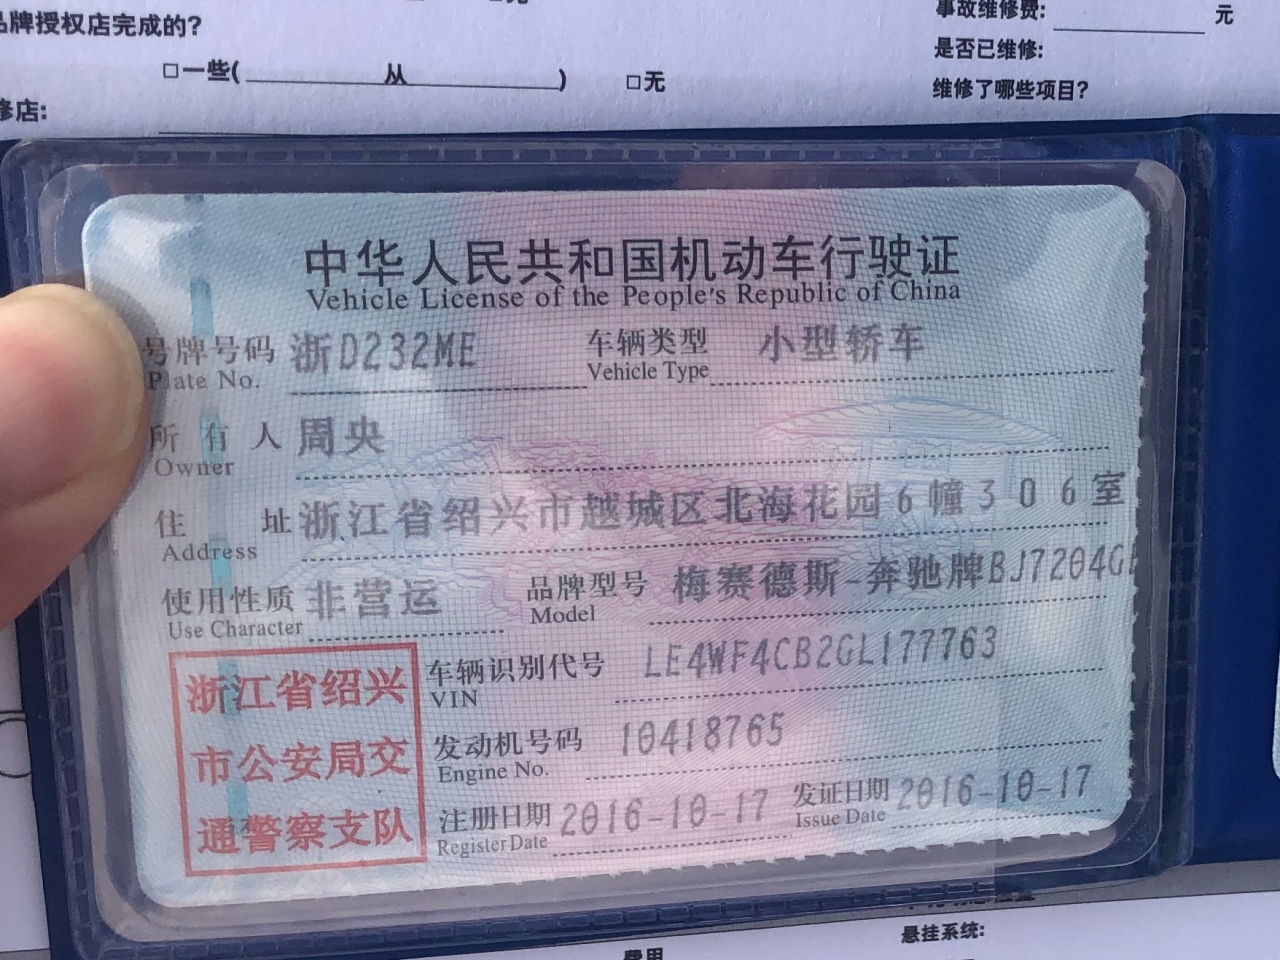 品牌授权店完成的？
事故维修费: 元
是否已维修:
□一些( 从 ) □无
维修了哪些项目？
修店:
中华人民共和国机动车行驶证
Vehicle License of the People's Republic of China
号牌号码 浙D232ME 车辆类型 小型轿车
Plate No. Vehicle Type
所有人 周央
Owner
住址 浙江省绍兴市越城区北海花园6幢306室
Address
使用性质 非营运 品牌型号 梅赛德斯-奔驰牌BJ7204G
Use Character Model
浙江省绍兴
市公安局交
通警察支队
车辆识别代号 LE4WF4CB2GL177763
VIN
发动机号码 10418765
Engine No.
注册日期 2016-10-17 发证日期 2016-10-17
Register Date Issue Date
悬挂系统:
费用